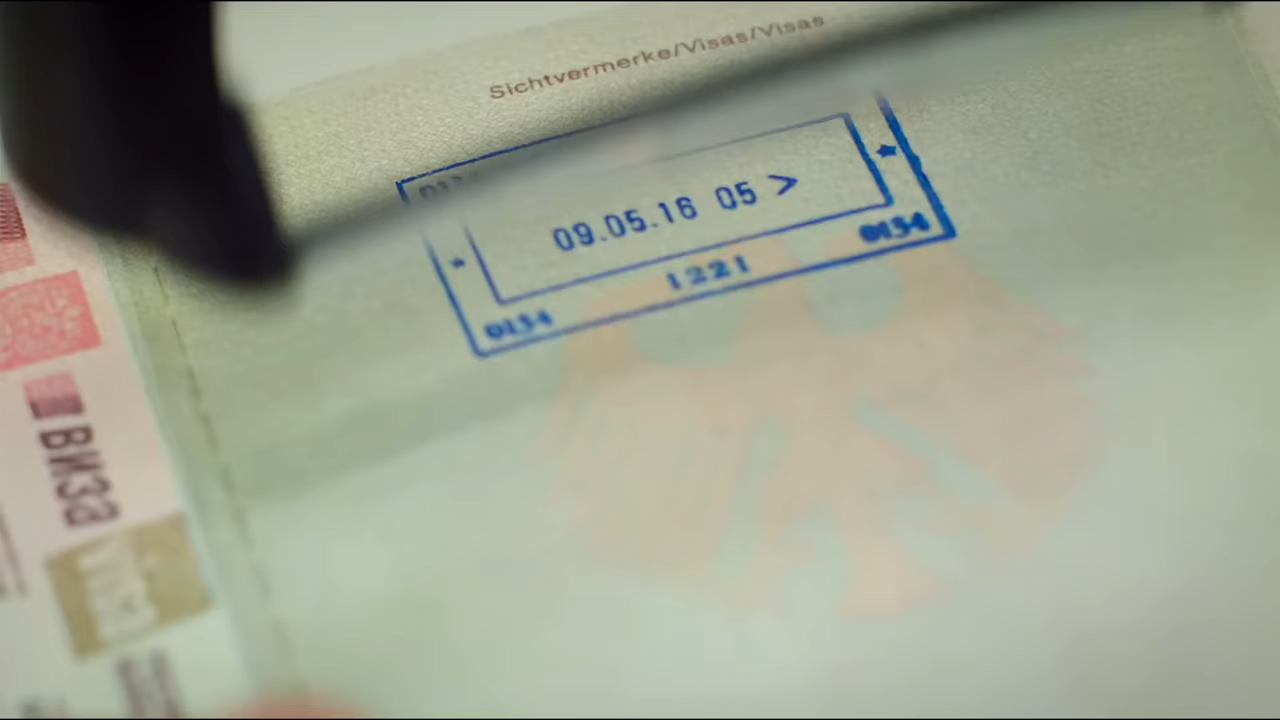 Sichtvermerke/Visas/Visas
09.05.16 05 >
0134
1221
0134
виза